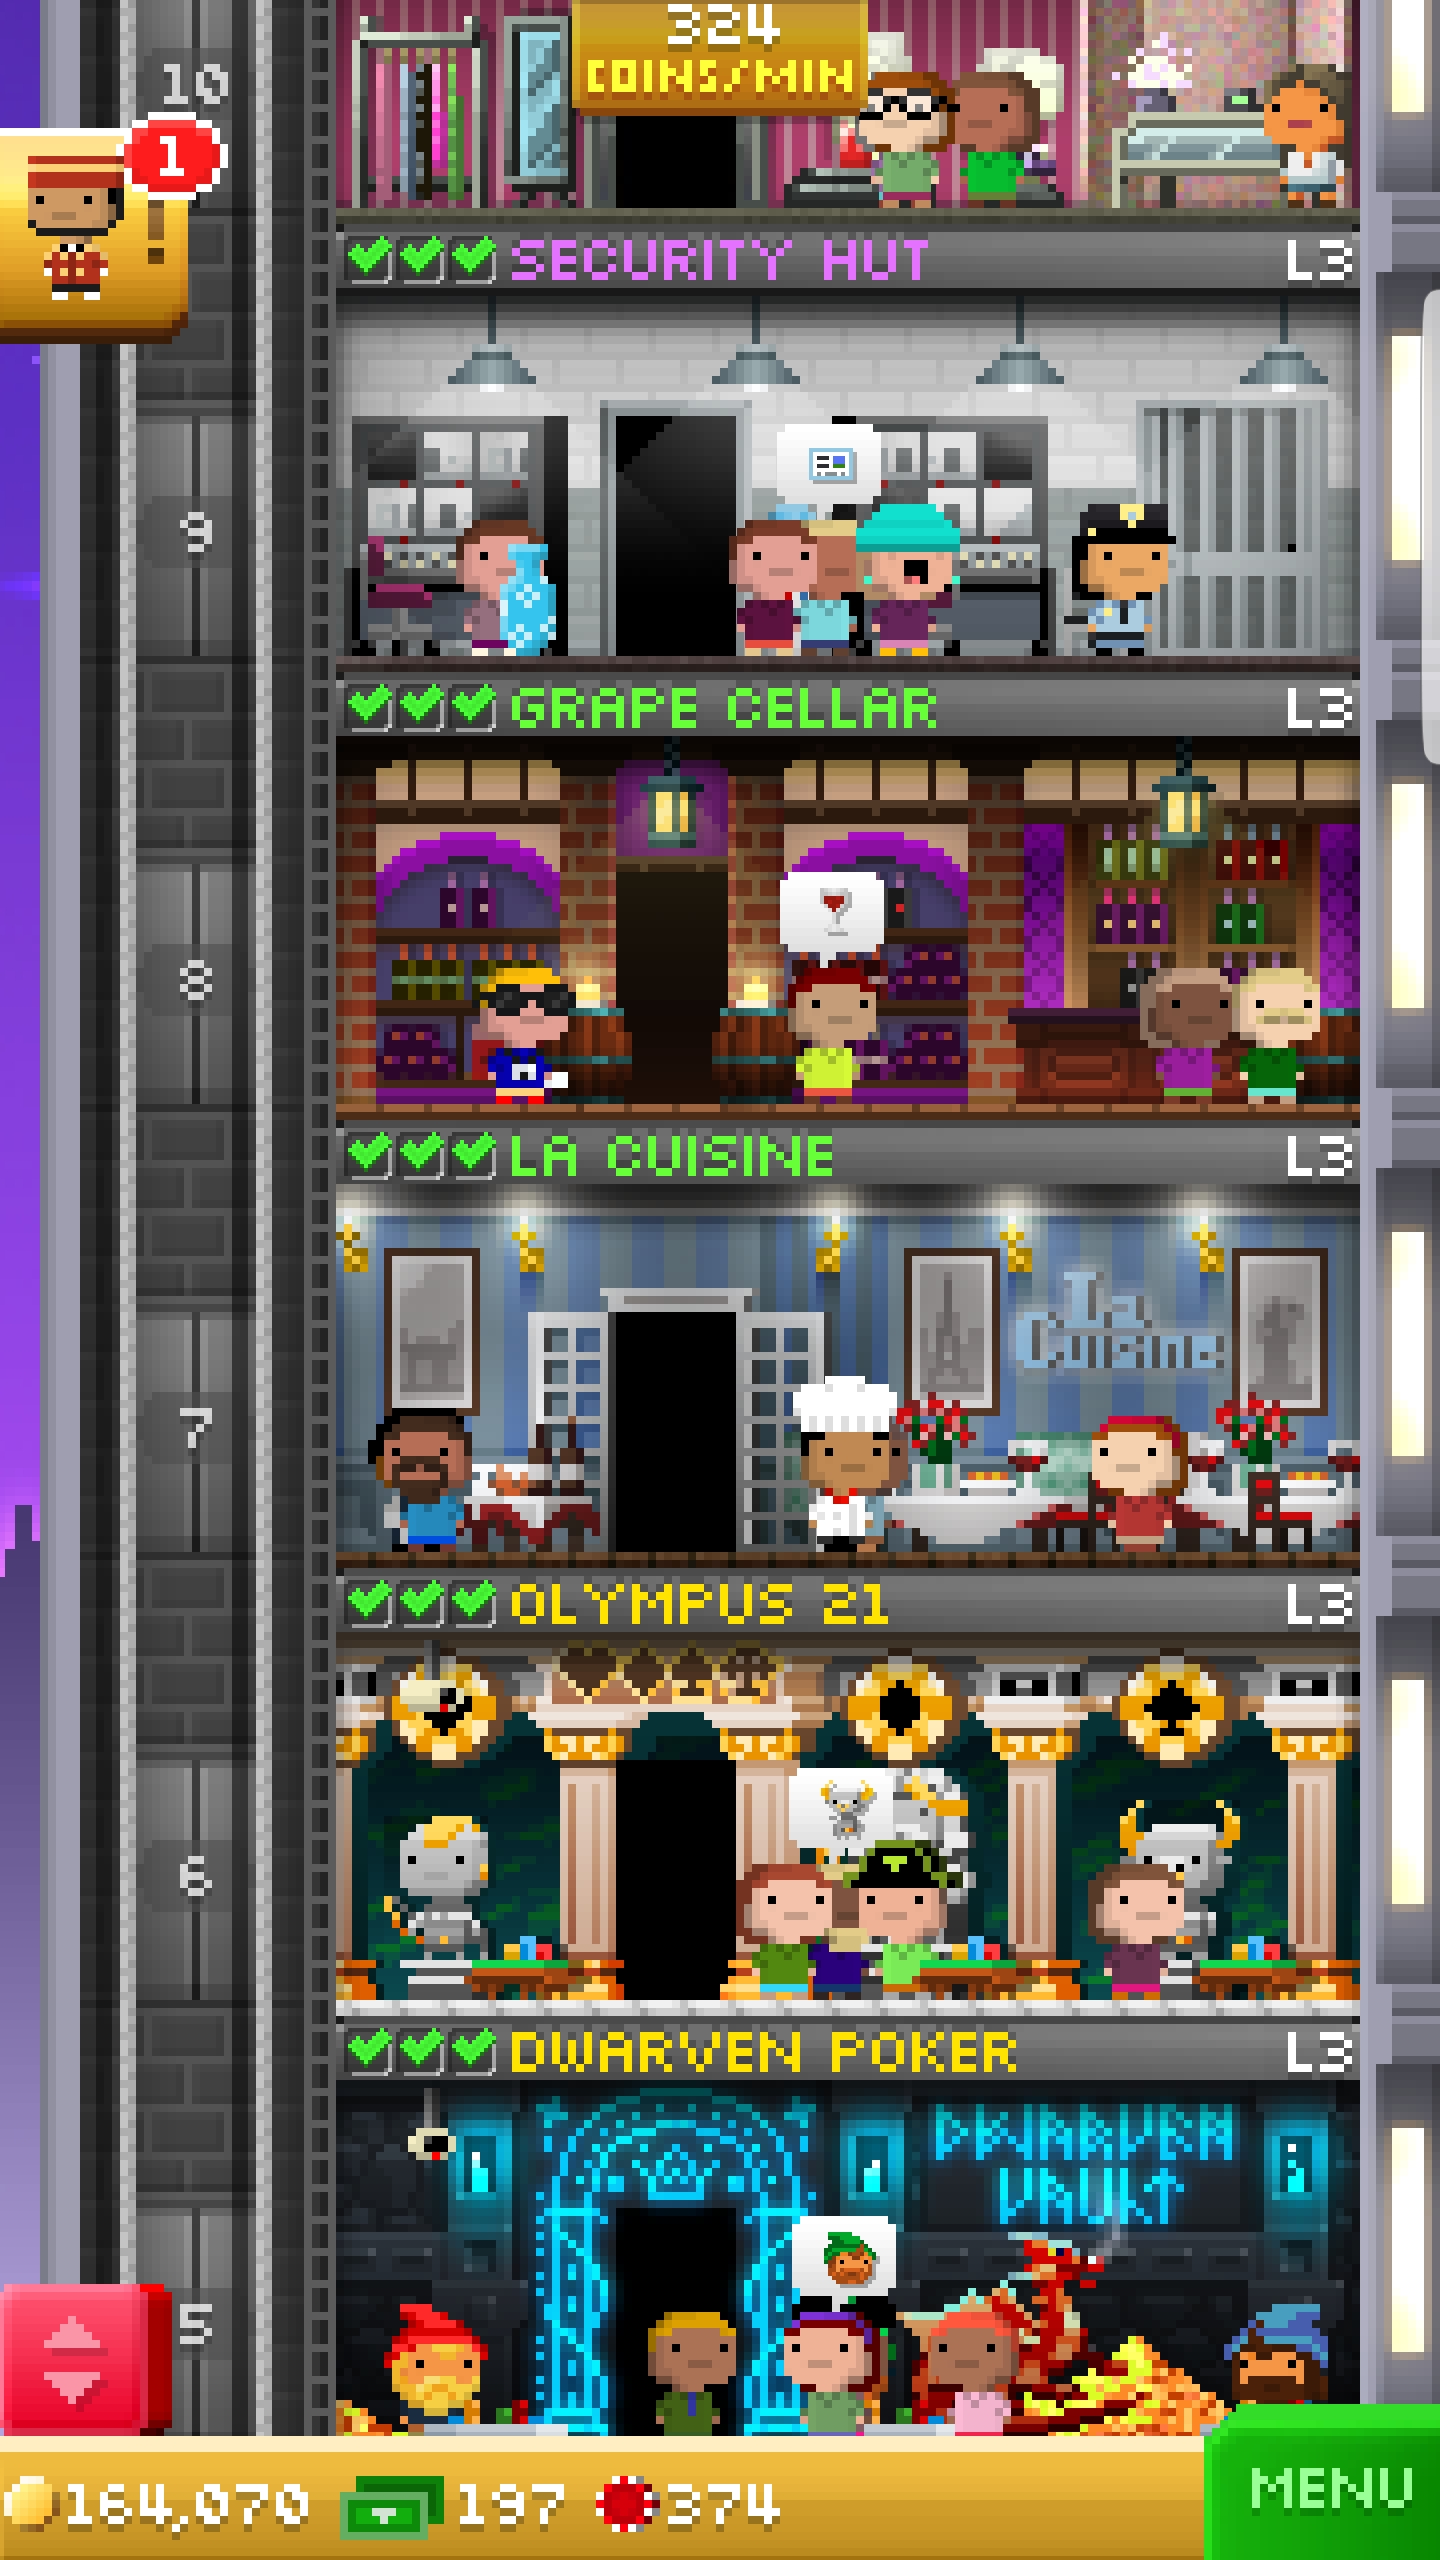 324
COINS/MIN
10
1
!
SECURITY HUT L3
9
GRAPE CELLAR L3
8
LA CUISINE L3
La
Cuisine
7
OLYMPUS 21 L3
6
DWARVEN POKER L3
DWARVEN
VAULT
5
164,070 197 374
MENU